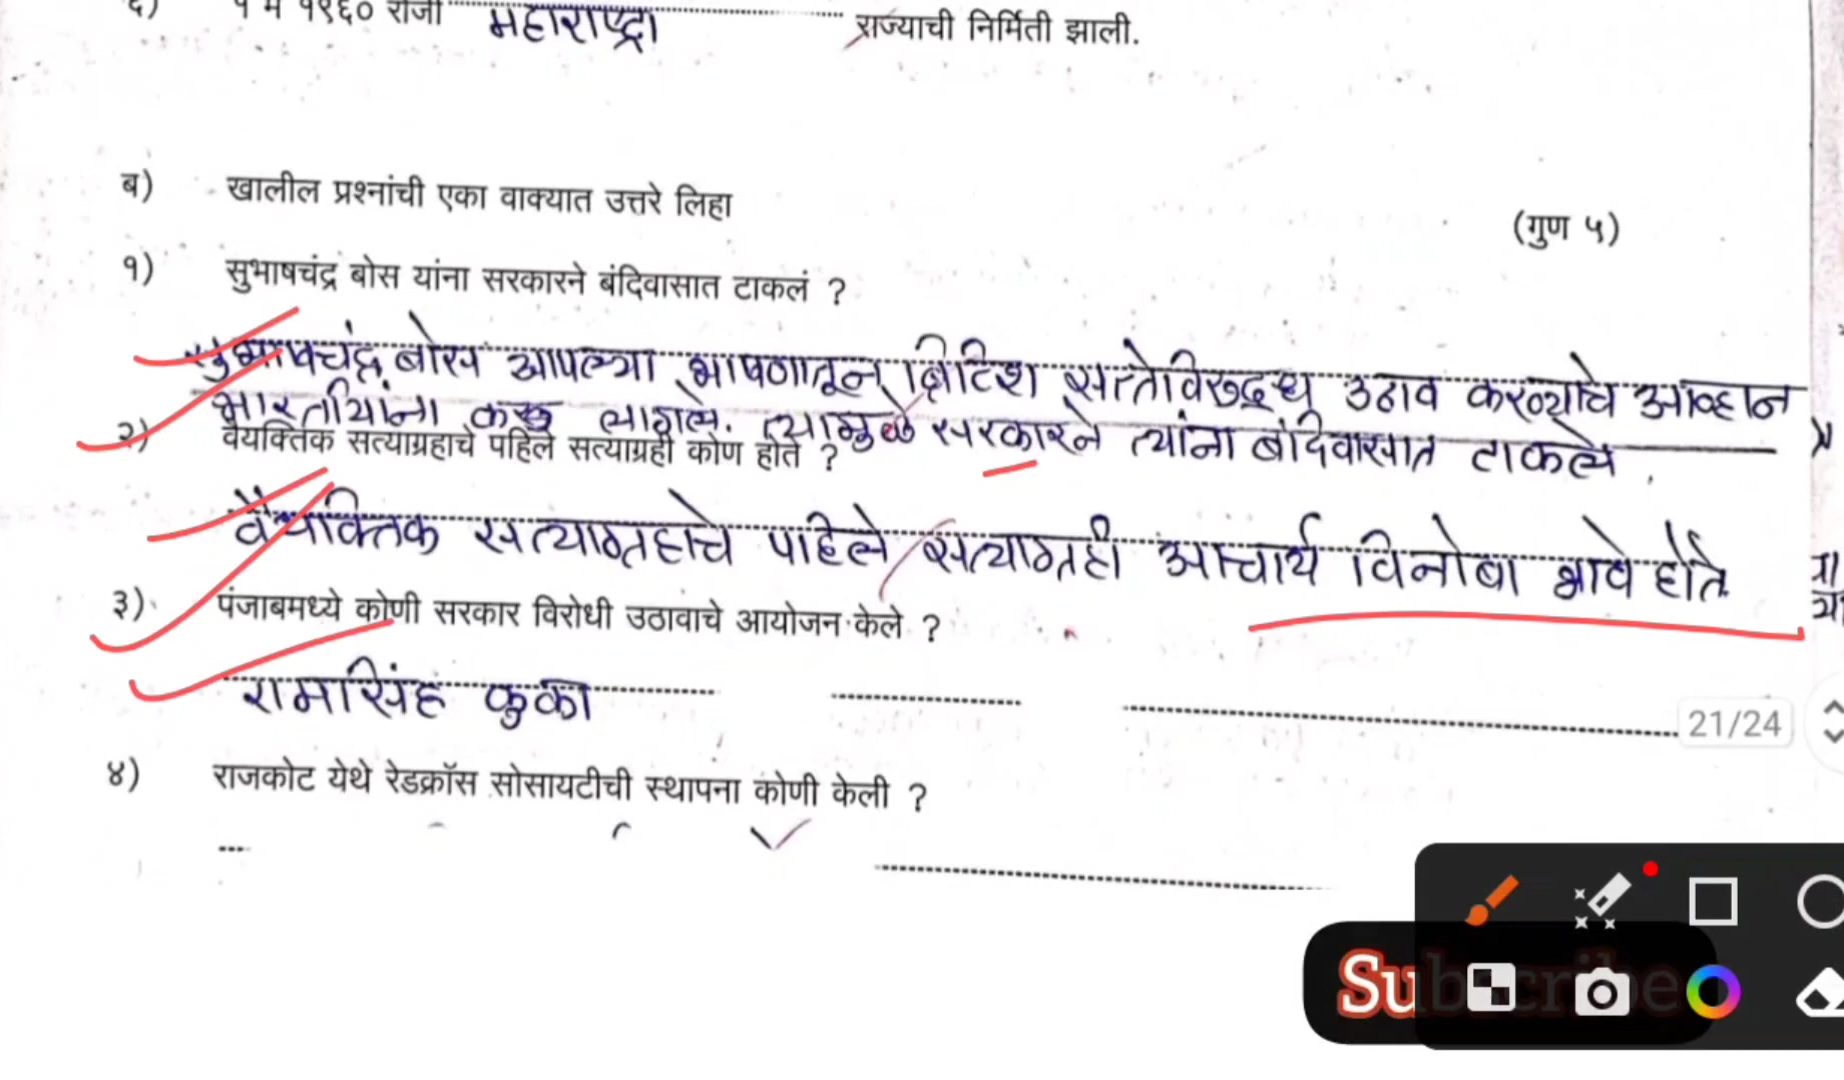 ६) १ मे १९६० रोजी महाराष्ट्रा राज्याची निर्मिती झाली.
ब) खालील प्रश्नांची एका वाक्यात उत्तरे लिहा
(गुण ५)
१) सुभाषचंद्र बोस यांना सरकारने बंदिवासात टाकलं ?
सुभाषचंद्र बोस आपल्या भाषणातून ब्रिटिश सत्तेविरुद्ध उठाव करण्याचे आव्हान
भारतीयांना करू लागले. त्यामुळे सरकारने त्यांना बंदिवासात टाकले.
२) वैयक्तिक सत्याग्रहाचे पहिले सत्याग्रही कोण होते ?
वैयक्तिक सत्याग्रहाचे पहिले सत्याग्रही आचार्य विनोबा भावे होते
३) पंजाबमध्ये कोणी सरकार विरोधी उठावाचे आयोजन केले ?
रामसिंह कुका
21/24
४) राजकोट येथे रेडक्रॉस सोसायटीची स्थापना कोणी केली ?
Subscribe